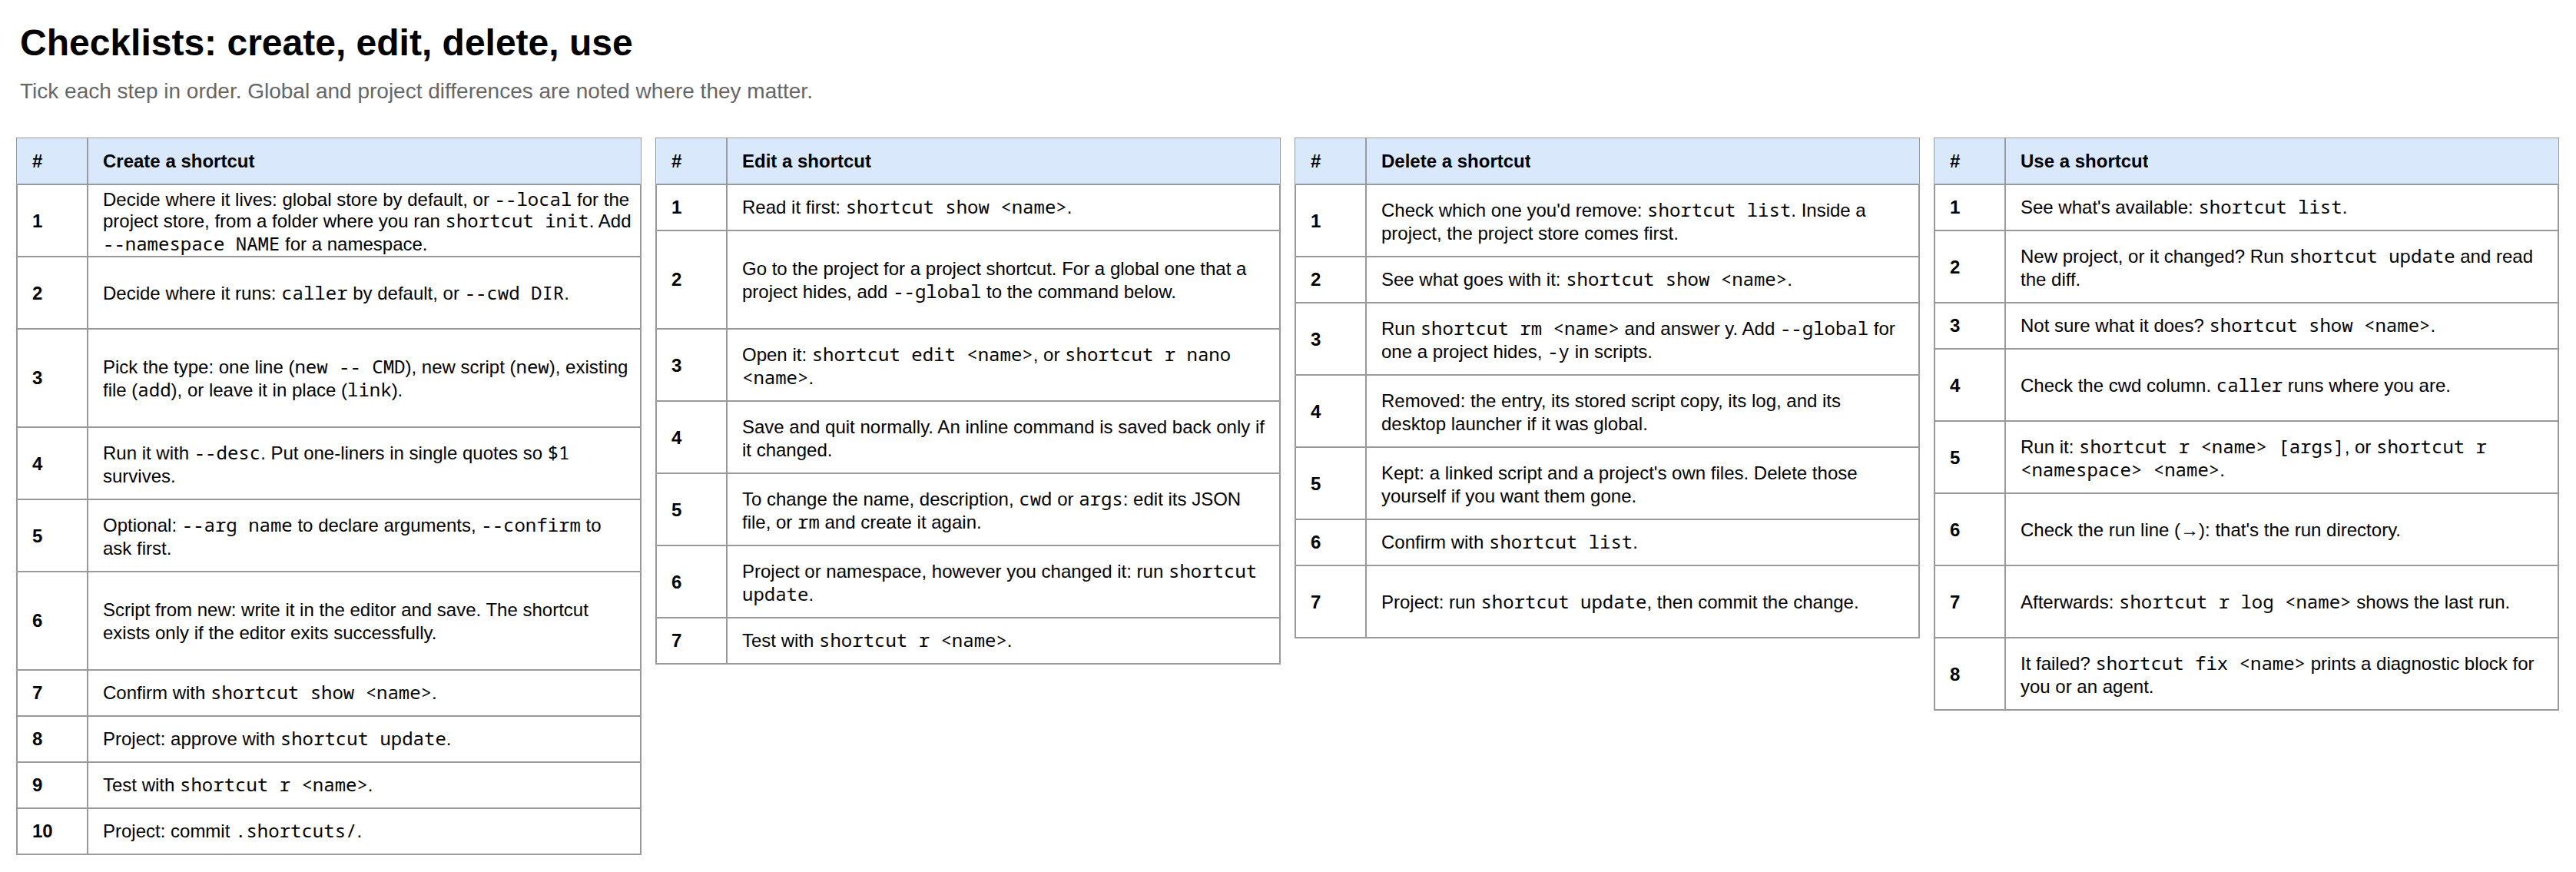 Checklists: create, edit, delete, use
Tick each step in order. Global and project differences are noted where they matter.
# Create a shortcut
1 Decide where it lives: global store by default, or --local for the
project store, from a folder where you ran shortcut init. Add
--namespace NAME for a namespace.
2 Decide where it runs: caller by default, or --cwd DIR.
3 Pick the type: one line (new -- CMD), new script (new), existing
file (add), or leave it in place (link).
4 Run it with --desc. Put one-liners in single quotes so $1
survives.
5 Optional: --arg name to declare arguments, --confirm to
ask first.
6 Script from new: write it in the editor and save. The shortcut
exists only if the editor exits successfully.
7 Confirm with shortcut show <name>.
8 Project: approve with shortcut update.
9 Test with shortcut r <name>.
10 Project: commit .shortcuts/.
# Edit a shortcut
1 Read it first: shortcut show <name>.
2 Go to the project for a project shortcut. For a global one that a
project hides, add --global to the command below.
3 Open it: shortcut edit <name>, or shortcut r nano
<name>.
4 Save and quit normally. An inline command is saved back only if
it changed.
5 To change the name, description, cwd or args: edit its JSON
file, or rm and create it again.
6 Project or namespace, however you changed it: run shortcut
update.
7 Test with shortcut r <name>.
# Delete a shortcut
1 Check which one you'd remove: shortcut list. Inside a
project, the project store comes first.
2 See what goes with it: shortcut show <name>.
3 Run shortcut rm <name> and answer y. Add --global for
one a project hides, -y in scripts.
4 Removed: the entry, its stored script copy, its log, and its
desktop launcher if it was global.
5 Kept: a linked script and a project's own files. Delete those
yourself if you want them gone.
6 Confirm with shortcut list.
7 Project: run shortcut update, then commit the change.
# Use a shortcut
1 See what's available: shortcut list.
2 New project, or it changed? Run shortcut update and read
the diff.
3 Not sure what it does? shortcut show <name>.
4 Check the cwd column. caller runs where you are.
5 Run it: shortcut r <name> [args], or shortcut r
<namespace> <name>.
6 Check the run line (→): that's the run directory.
7 Afterwards: shortcut r log <name> shows the last run.
8 It failed? shortcut fix <name> prints a diagnostic block for
you or an agent.